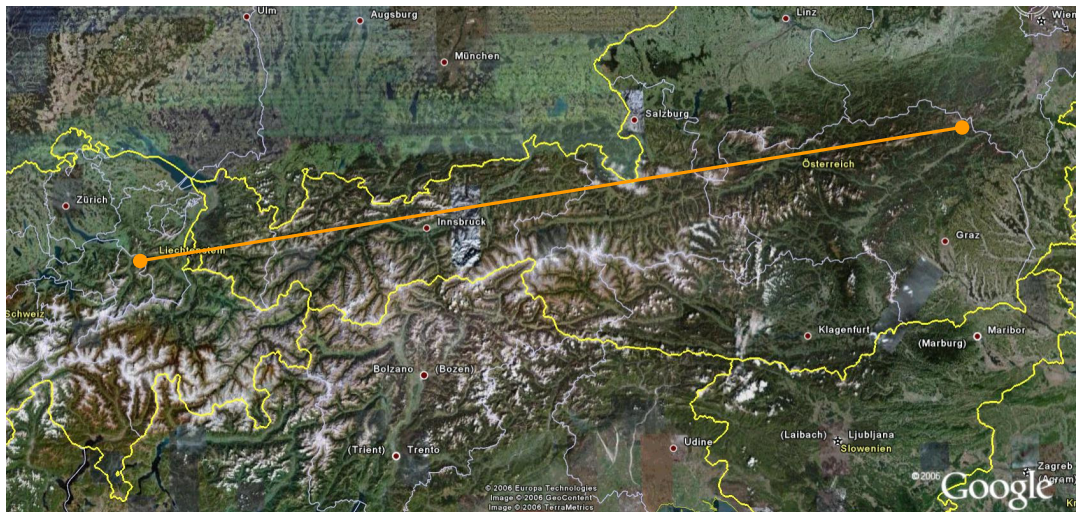 Ulm
Augsburg
Linz
Wien
München
Salzburg
Österreich
Zürich
Innsbruck
Liechtenstein
Graz
Schweiz
Klagenfurt
Maribor
(Marburg)
Bolzano (Bozen)
(Laibach) Ljubljana
Slowenien
Udine
(Trient) Trento
Zagreb
(Agram)
© 2006 Europa Technologies
Image © 2006 GeoContent
Image © 2006 TerraMetrics
©2006 Google